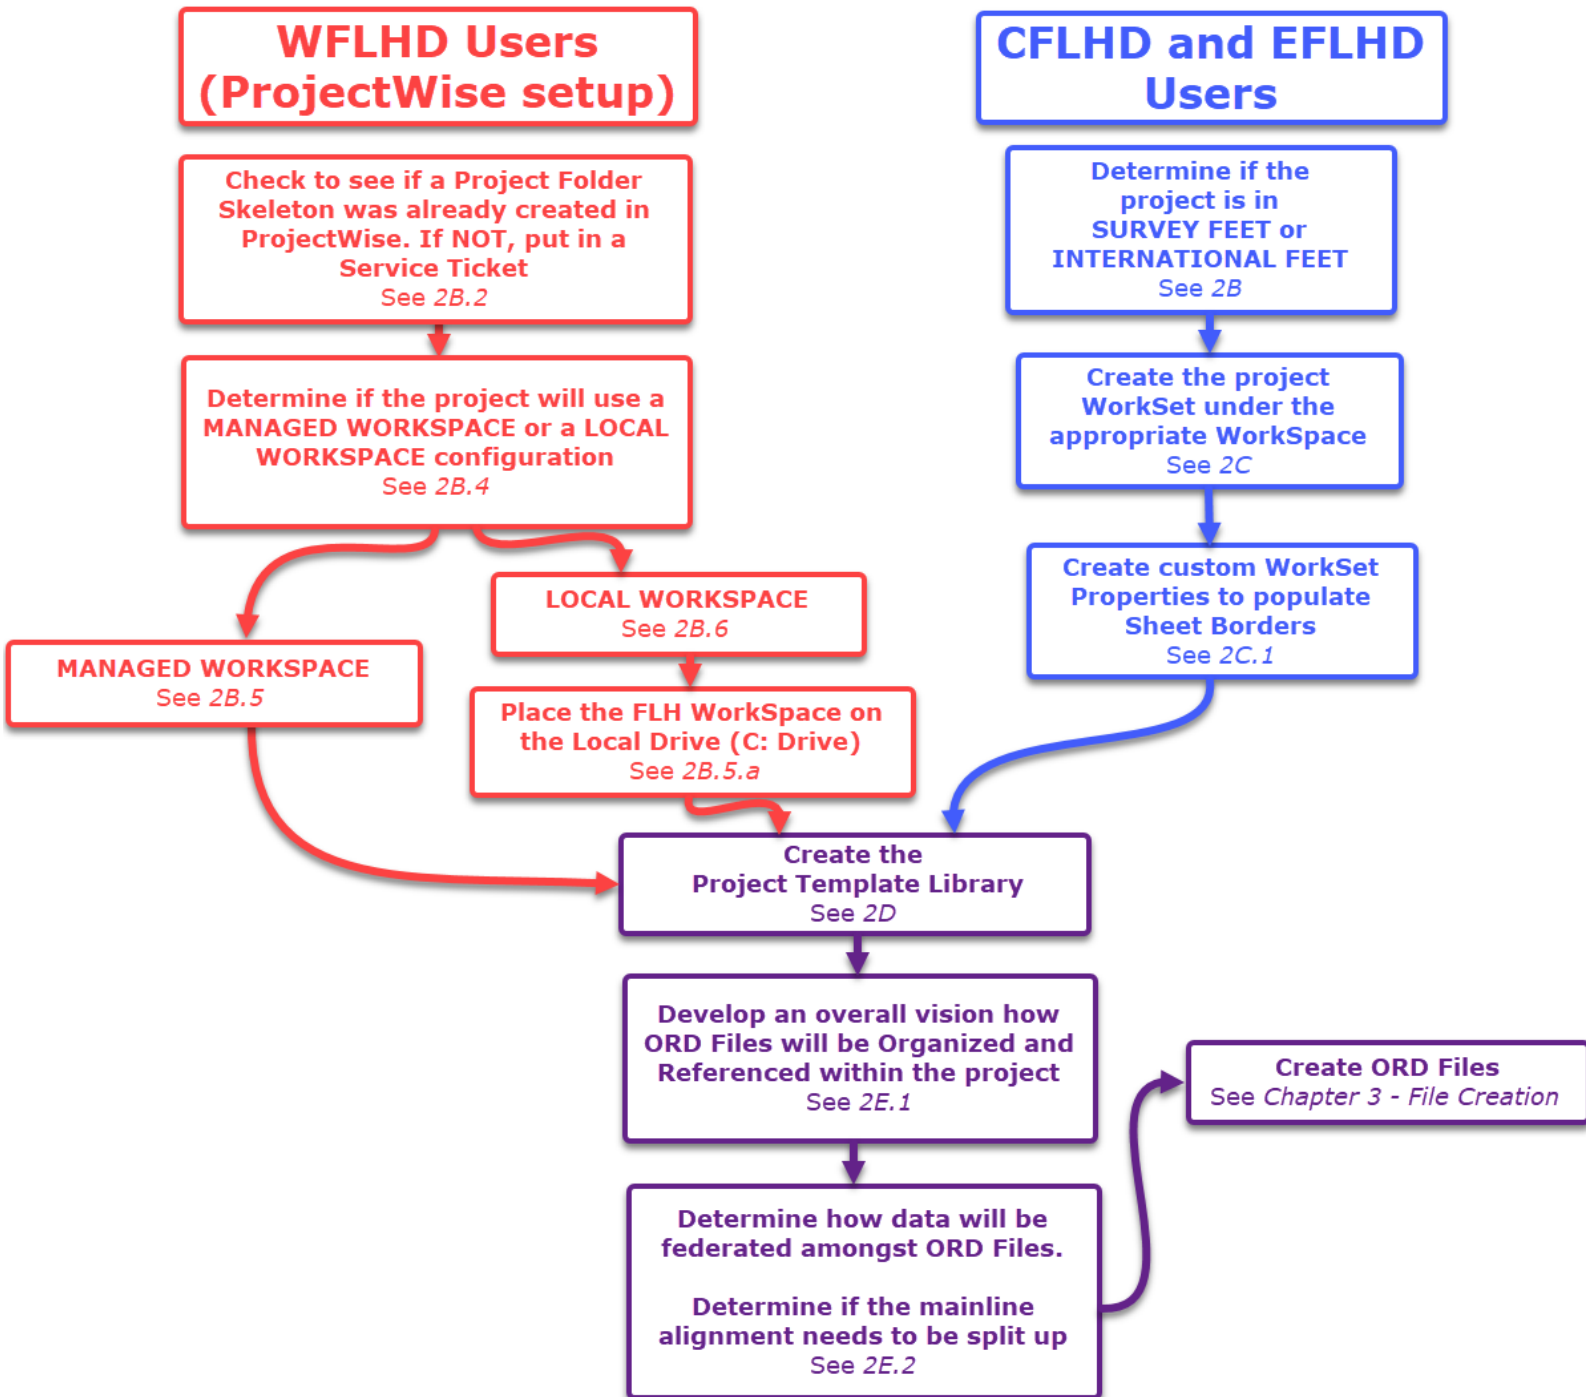 WFLHD Users
(ProjectWise setup)
Check to see if a Project Folder
Skeleton was already created in
ProjectWise. If NOT, put in a
Service Ticket
See 2B.2
Determine if the project will use a
MANAGED WORKSPACE or a LOCAL
WORKSPACE configuration
See 2B.4
MANAGED WORKSPACE
See 2B.5
LOCAL WORKSPACE
See 2B.6
Place the FLH WorkSpace on
the Local Drive (C: Drive)
See 2B.5.a
CFLHD and EFLHD
Users
Determine if the
project is in
SURVEY FEET or
INTERNATIONAL FEET
See 2B
Create the project
WorkSet under the
appropriate WorkSpace
See 2C
Create custom WorkSet
Properties to populate
Sheet Borders
See 2C.1
Create the
Project Template Library
See 2D
Develop an overall vision how
ORD Files will be Organized and
Referenced within the project
See 2E.1
Determine how data will be
federated amongst ORD Files.
Determine if the mainline
alignment needs to be split up
See 2E.2
Create ORD Files
See Chapter 3 - File Creation